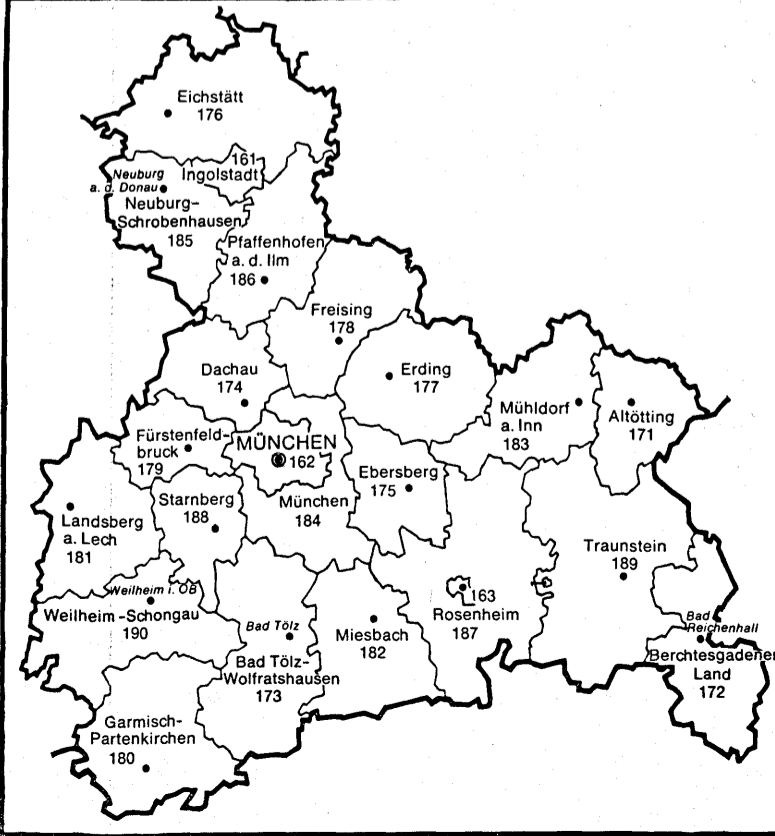 Eichstätt
176
161
Ingolstadt
Neuburg
a. d. Donau
Neuburg-
Schrobenhausen
185
Pfaffenhofen
a. d. Ilm
186
Freising
178
Dachau
174
Erding
177
Mühldorf
a. Inn
183
Altötting
171
Fürstenfeld-
bruck
179
MÜNCHEN
162
Ebersberg
175
München
184
Starnberg
188
Landsberg
a. Lech
181
Traunstein
189
Weilheim i. OB
Weilheim-Schongau
190
163
Rosenheim
187
Bad Tölz
Bad Tölz-
Wolfratshausen
173
Miesbach
182
Bad
Reichenhall
Berchtesgadener
Land
172
Garmisch-
Partenkirchen
180